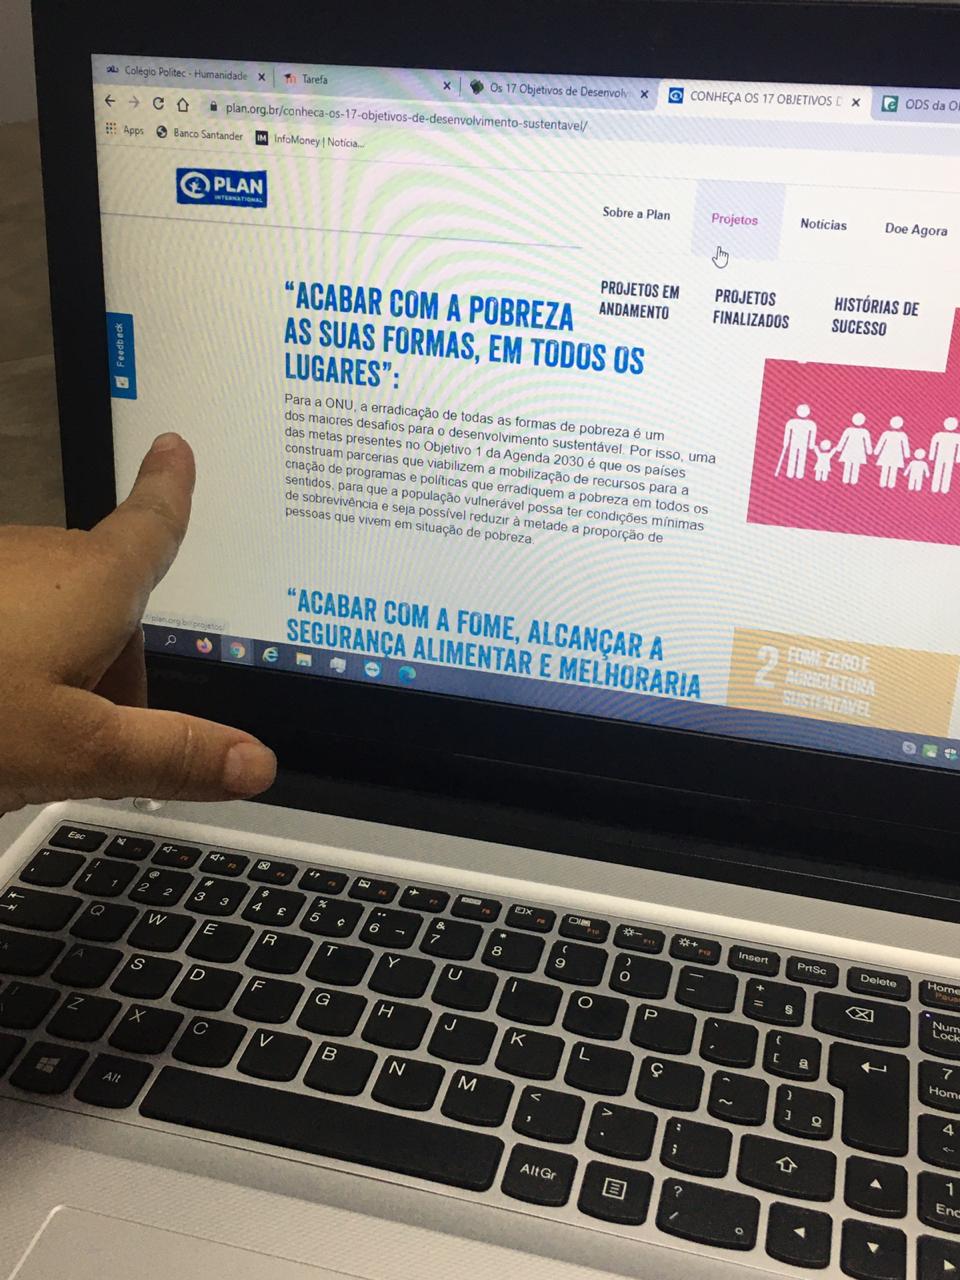 Colégio Politec - Humanidade
Tarefa
Os 17 Objetivos de Desenvolv
CONHEÇA OS 17 OBJETIVOS D
ODS da O
plan.org.br/conheca-os-17-objetivos-de-desenvolvimento-sustentavel/
Apps
Banco Santander
IM
InfoMoney | Notícia...
PLAN
INTERNATIONAL
Sobre a Plan
Projetos
Notícias
Doe Agora
PROJETOS EM
ANDAMENTO
PROJETOS
FINALIZADOS
HISTÓRIAS DE
SUCESSO
Feedback
“ACABAR COM A POBREZA
AS SUAS FORMAS, EM TODOS OS
LUGARES”:
Para a ONU, a erradicação de todas as formas de pobreza é um
dos maiores desafios para o desenvolvimento sustentável. Por isso, uma
das metas presentes no Objetivo 1 da Agenda 2030 é que os países
construam parcerias que viabilizem a mobilização de recursos para a
criação de programas e políticas que erradiquem a pobreza em todos os
sentidos, para que a população vulnerável possa ter condições mínimas
de sobrevivência e seja possível reduzir à metade a proporção de
pessoas que vivem em situação de pobreza.
“ACABAR COM A FOME, ALCANÇAR A
SEGURANÇA ALIMENTAR E MELHORARIA
2 FOME ZERO E
AGRICULTURA
SUSTENTÁVEL
plan.org.br/projetos/
Esc F1 F2 F3 F4 F5 F6 F7 F8 F9 F10 F11 F12 Insert PrtSc Delete Home
" ' ! 1 1 @ 2 2 # 3 3 $ 4 £ % 5 ¢ ¨ 6 ¬ & 7 * 8 ( 9 ) 0 _ - + = § Num Lock
Q W E R T Y U I O P ` ´ { [ ª 7 Home
A S D F G H J K L Ç ^ ~ } ] º 4
Z X C V B N M < , > . : ; 1 End
Alt AltGr ? / °